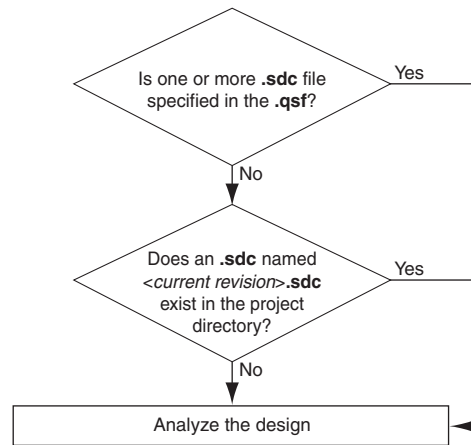 Is one or more .sdc file
specified in the .qsf?
Yes
No
Does an .sdc named
<current revision>.sdc
exist in the project
directory?
Yes
No
Analyze the design